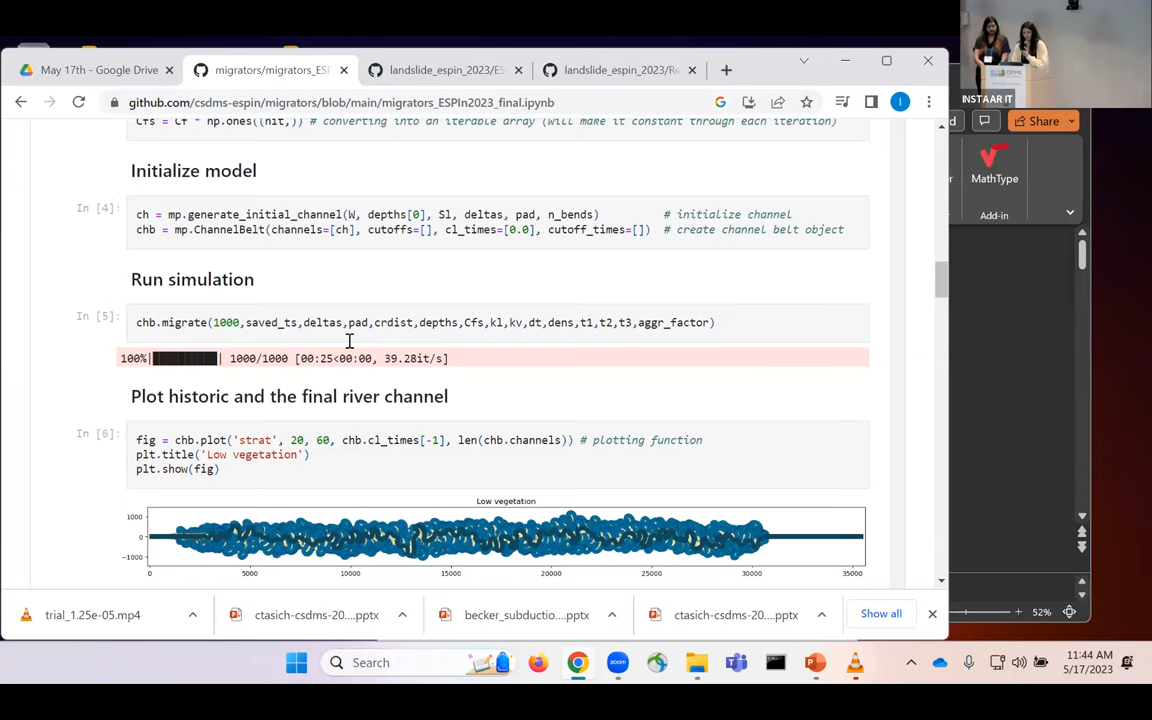 May 17th - Google Drive
migrators/migrators_ESF
landslide_espin_2023/ES
landslide_espin_2023/Re
INSTAAR IT
github.com/csdms-espin/migrators/blob/main/migrators_ESPIn2023_final.ipynb
Share
Cfs = Cf * np.ones((nit,)) # converting into an iterable array (will make it constant through each iteration)
MathType
Add-in
Initialize model
In [4]:
ch = mp.generate_initial_channel(W, depths[0], Sl, deltas, pad, n_bends) # initialize channel
chb = mp.ChannelBelt(channels=[ch], cutoffs=[], cl_times=[0.0], cutoff_times=[]) # create channel belt object
Run simulation
In [5]:
chb.migrate(1000,saved_ts,deltas,pad,crdist,depths,Cfs,kl,kv,dt,dens,t1,t2,t3,aggr_factor)
100%| | 1000/1000 [00:25<00:00, 39.28it/s]
Plot historic and the final river channel
In [6]:
fig = chb.plot('strat', 20, 60, chb.cl_times[-1], len(chb.channels)) # plotting function
plt.title('Low vegetation')
plt.show(fig)
Low vegetation
1000
0
−1000
0 5000 10000 15000 20000 25000 30000 35000
trial_1.25e-05.mp4
ctasich-csdms-20....pptx
becker_subductio....pptx
ctasich-csdms-20....pptx
Show all
52%
Search
zoom
11:44 AM
5/17/2023